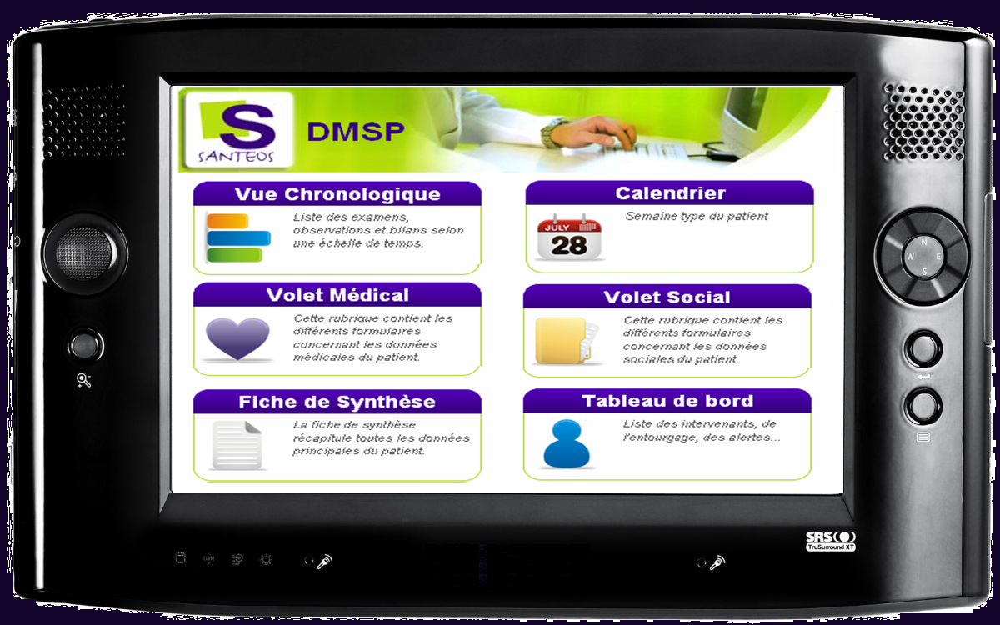 S
SANTEOS
DMSP
Vue Chronologique
Liste des examens,
observations et bilans selon
une échelle de temps.
Calendrier
JULY
28
Semaine type du patient
Volet Médical
Cette rubrique contient les
différents formulaires
concernant les données
médicales du patient.
Volet Social
Cette rubrique contient les
différents formulaires
concernant les données
sociales du patient.
Fiche de Synthèse
La fiche de synthèse
récapitule toutes les données
principales du patient.
Tableau de bord
Liste des intervenants, de
l'entourgage, des alertes...
N
W E
S
SRS
TruSurround XT